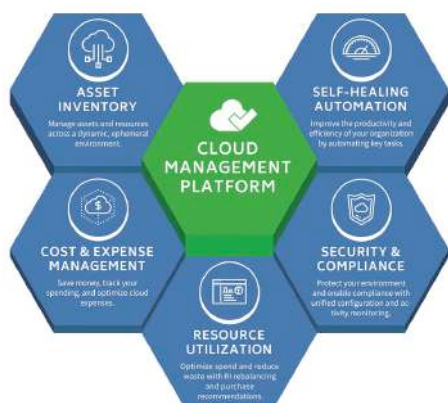 ASSET
INVENTORY
Manage assets and resources
across a dynamic, ephemeral
environment.
SELF-HEALING
AUTOMATION
Improve the productivity and
efficiency of your organization
by automating key tasks.
CLOUD
MANAGEMENT
PLATFORM
$
COST & EXPENSE
MANAGEMENT
Save money, track your
spending, and optimize cloud
expenses.
SECURITY &
COMPLIANCE
Protect your environment
and enable compliance with
unified configuration and ac-
tivity monitoring.
RESOURCE
UTILIZATION
Optimize spend and reduce
waste with RI rebalancing
and purchase
recommendations.